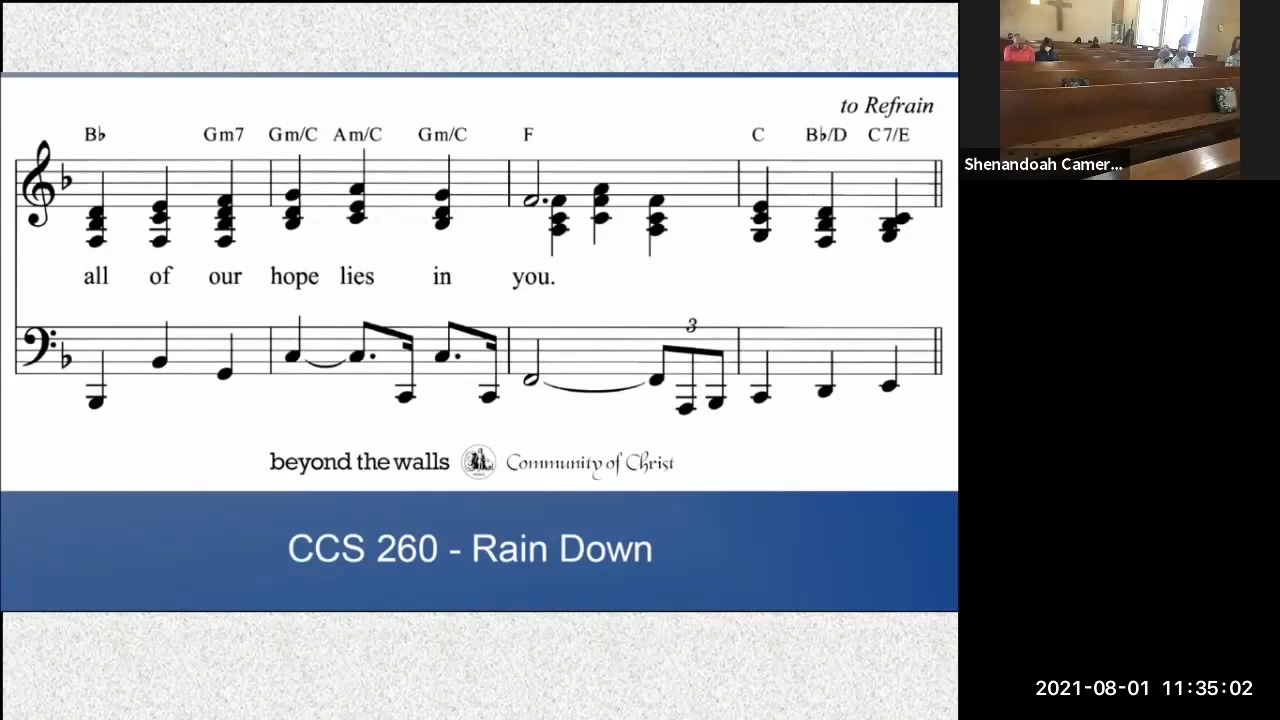 to Refrain
B♭ Gm7 Gm/C Am/C Gm/C F C B♭/D C7/E
all of our hope lies in you.
3
beyond the walls Community of Christ
CCS 260 - Rain Down
Shenandoah Camer...
2021-08-01 11:35:02